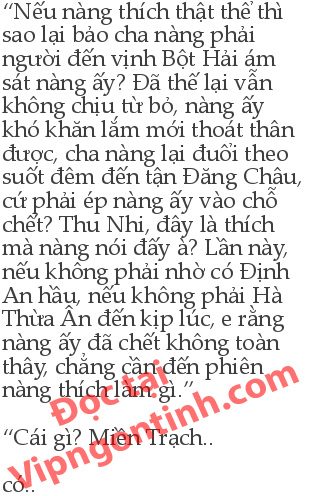 “Nếu nàng thích thật thế thì
sao lại bảo cha nàng phải
người đến vịnh Bột Hải ám
sát nàng ấy? Đã thế lại vẫn
không chịu từ bỏ, nàng ấy
khó khăn lắm mới thoát thân
được, cha nàng lại đuổi theo
suốt đêm đến tận Đăng Châu,
cứ phải ép nàng ấy vào chỗ
chết? Thu Nhi, đây là thích
mà nàng nói đấy à? Lần này,
nếu không phải nhờ có Định
An hầu, nếu không phải Hà
Thừa Ân đến kịp lúc, e rằng
nàng ấy đã chết không toàn
thây, chẳng cần đến phiên
nàng thích làm gì.”
Đọc tại
Vipngontinh.com
“Cái gì? Miền Trạch..
có..